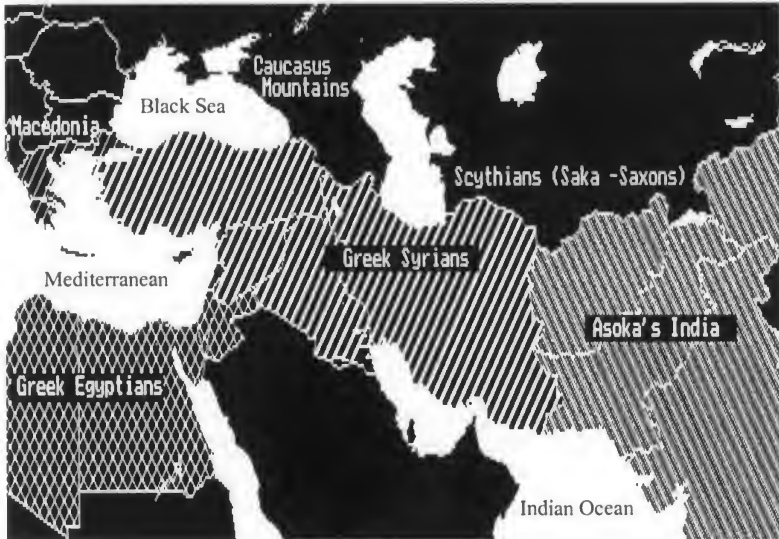 Caucasus
Mountains
Black Sea
Macedonia
Scythians (Saka -Saxons)
Greek Syrians
Mediterranean
Asoka's India
Greek Egyptians
Indian Ocean